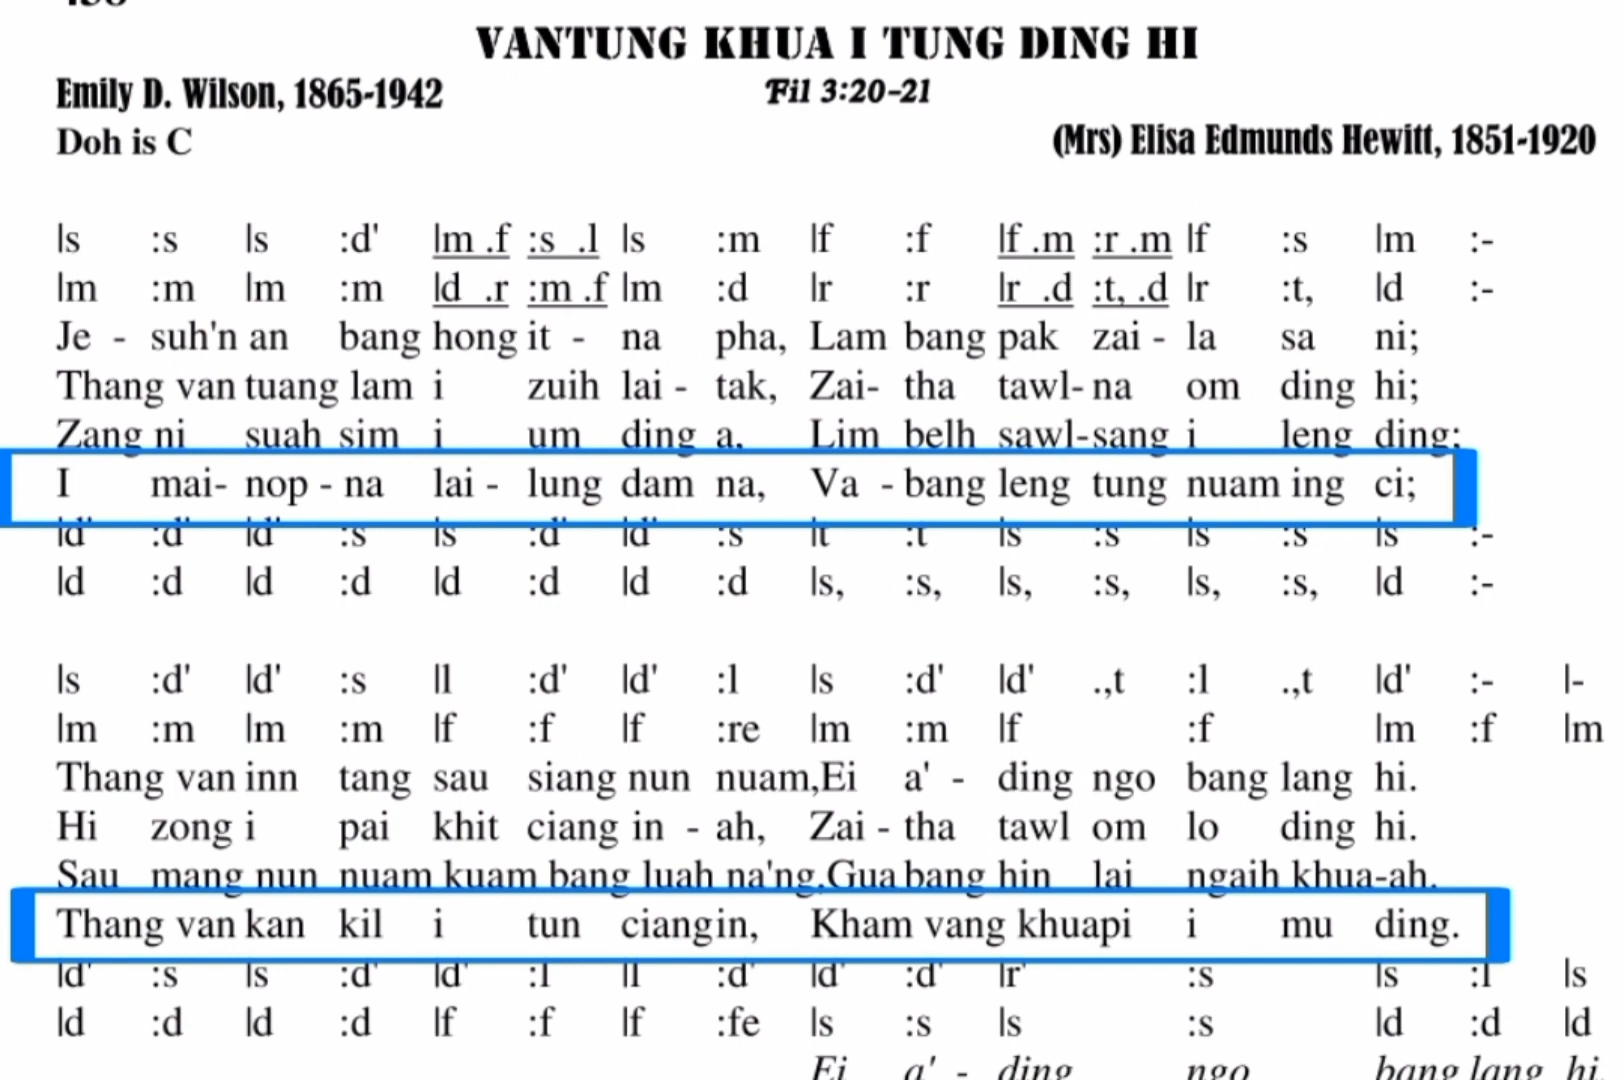 VANTUNG KHUA I TUNG DING HI
Emily D. Wilson, 1865-1942 Fil 3:20-21
Doh is C (Mrs) Elisa Edmunds Hewitt, 1851-1920
|s :s |s :d' |m .f :s .l |s :m |f :f |f .m :r .m |f :s |m :-
|m :m |m :m |d .r :m .f |m :d |r :r |r .d :t, .d |r :t, |d :-
Je - suh'n an bang hong it - na pha, Lam bang pak zai - la sa ni;
Thang van tuang lam i zuih lai - tak, Zai- tha tawl- na om ding hi;
Zang ni suah sim i um ding a, Lim belh sawl-sang i leng ding;
I mai- nop - na lai - lung dam na, Va - bang leng tung nuam ing ci;
|d' :d' |d' :s |s :d' |d' :s |t :t |s :s |s :s |s :-
|d :d |d :d |d :d |d :d |s, :s, |s, :s, |s, :s, |d :-
|s :d' |d' :s |l :d' |d' :l |s :d' |d' .,t :l .,t |d' :- |-
|m :m |m :m |f :f |f :re |m :m |f :f |m :f |m
Thang van inn tang sau siang nun nuam,Ei a' - ding ngo bang lang hi.
Hi zong i pai khit ciang in - ah, Zai - tha tawl om lo ding hi.
Sau mang nun nuam kuam bang luah na'ng,Gua bang hin lai ngaih khua-ah.
Thang van kan kil i tun ciangin, Kham vang khuapi i mu ding.
|d' :s |s :d' |d' :l |l :d' |d' :d' |r' :s |s :l |s
|d :d |d :d |f :f |f :fe |s :s |s :s |d :d |d
Ei a' - ding ngo bang lang hi.